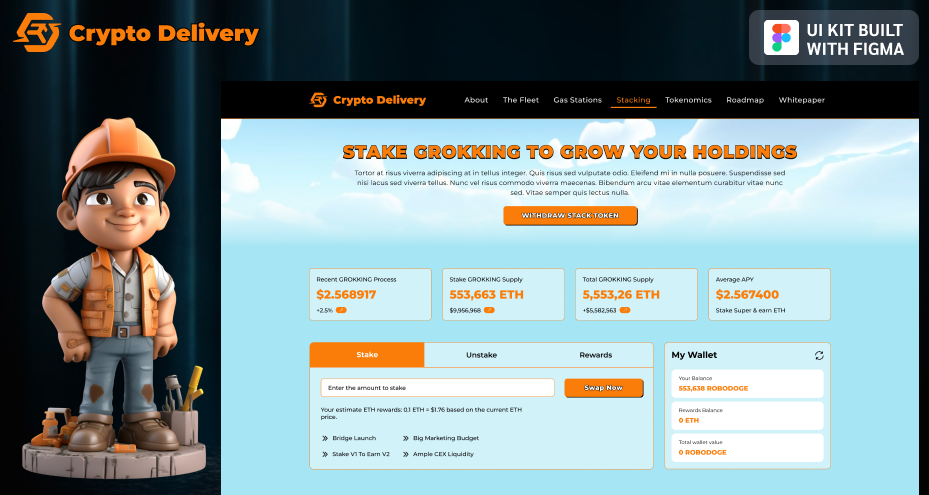 Crypto Delivery
UI KIT BUILT
WITH FIGMA
Crypto Delivery
About
The Fleet
Gas Stations
Stacking
Tokenomics
Roadmap
Whitepaper
STAKE GROKKING TO GROW YOUR HOLDINGS
Tortor at risus viverra adipiscing at in tellus integer. Quis risus sed vulputate odio. Eleifend mi in nulla posuere. Suspendisse sed
nisi lacus sed viverra tellus. Nunc vel risus commodo viverra maecenas. Bibendum arcu vitae elementum curabitur vitae nunc
sed. Vitae semper quis lectus nulla.
WITHDRAW STACK TOKEN
Recent GROKKING Process
$2.568917
+2.5%
Stake GROKKING Supply
553,663 ETH
$9,956,968
Total GROKKING Supply
5,553,26 ETH
+$5,582,563
Average APY
$2.567400
Stake Super & earn ETH
Stake
Unstake
Rewards
Enter the amount to stake
Swap Now
Your estimate ETH rewards: 0.1 ETH = $1.76 based on the current ETH
price.
Bridge Launch
Big Marketing Budget
Stake V1 To Earn V2
Ample CEX Liquidity
My Wallet
Your Balance
553,638 ROBODOGE
Rewards Balance
0 ETH
Total wallet value
0 ROBODOGE